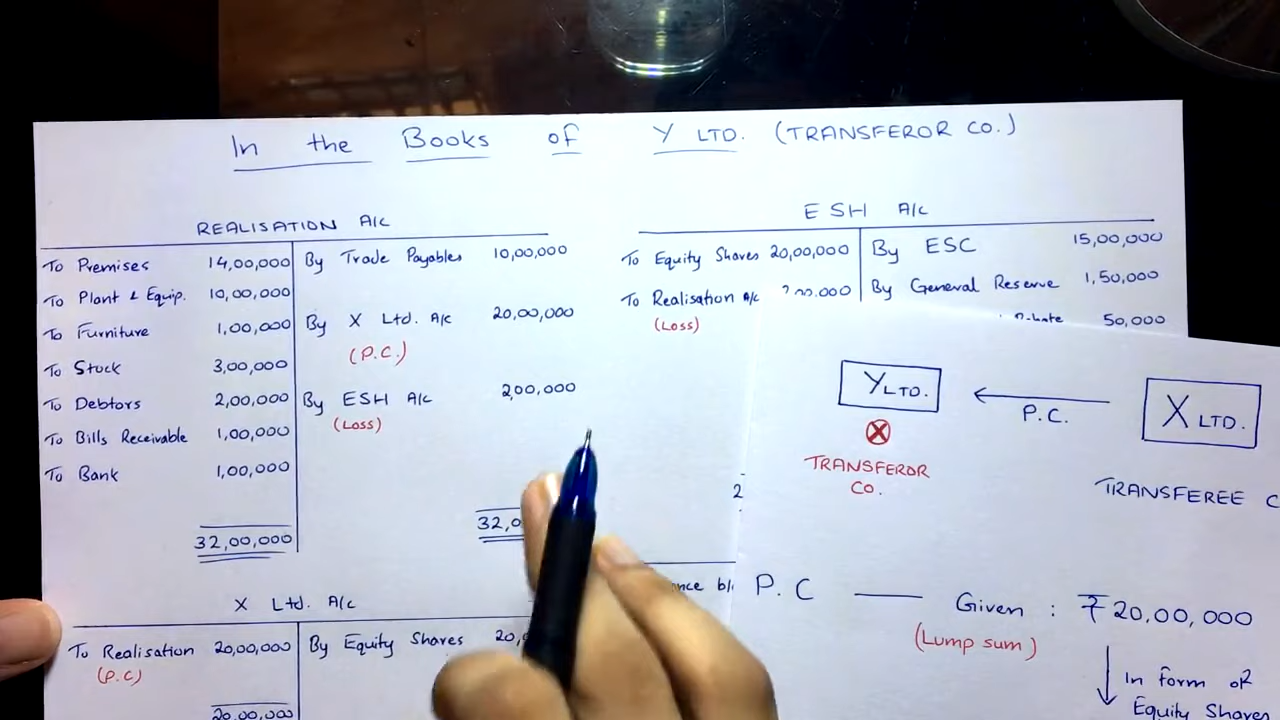 In the Books of Y LTD. (TRANSFEROR CO.)
REALISATION A/c
To Premises 14,00,000 By Trade Payables 10,00,000
To Plant & Equip. 10,00,000
To Furniture 1,00,000 By X Ltd. A/c 20,00,000
(P.C.)
To Stock 3,00,000
To Debtors 2,00,000 By ESH A/c 2,00,000
(Loss)
To Bills Receivable 1,00,000
To Bank 1,00,000
32,00,000 32,0
X Ltd. A/c
To Realisation 20,00,000 By Equity Shares 20,
(P.C)
20,00,000
ESH A/c
To Equity Shares 20,00,000 By ESC 15,00,000
To Realisation A/c By General Reserve 1,50,000
(Loss)
50,000
2
Y LTD. P.C. X LTD.
TRANSFEROR
CO.
TRANSFEREE C
P.C Given : ₹ 20,00,000
(Lump sum)
In form of
Equity Shares